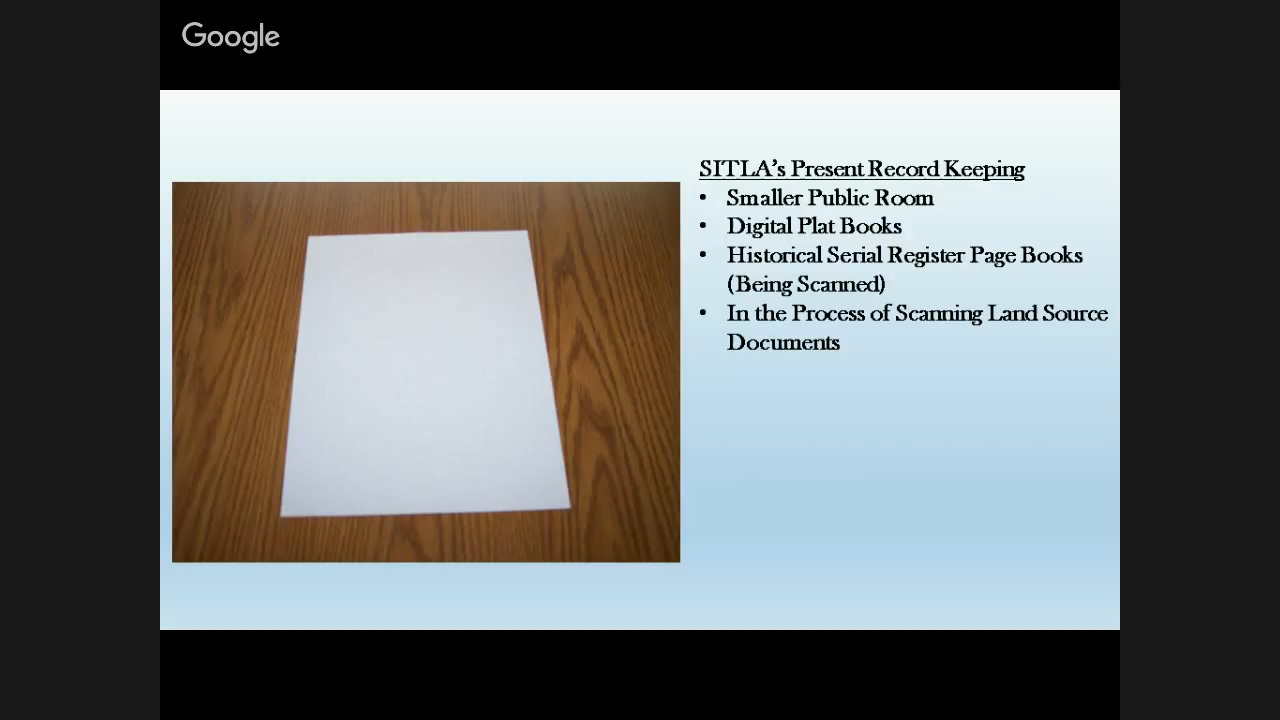 Google
SITLA's Present Record Keeping
• Smaller Public Room
• Digital Plat Books
• Historical Serial Register Page Books
(Being Scanned)
• In the Process of Scanning Land Source
Documents